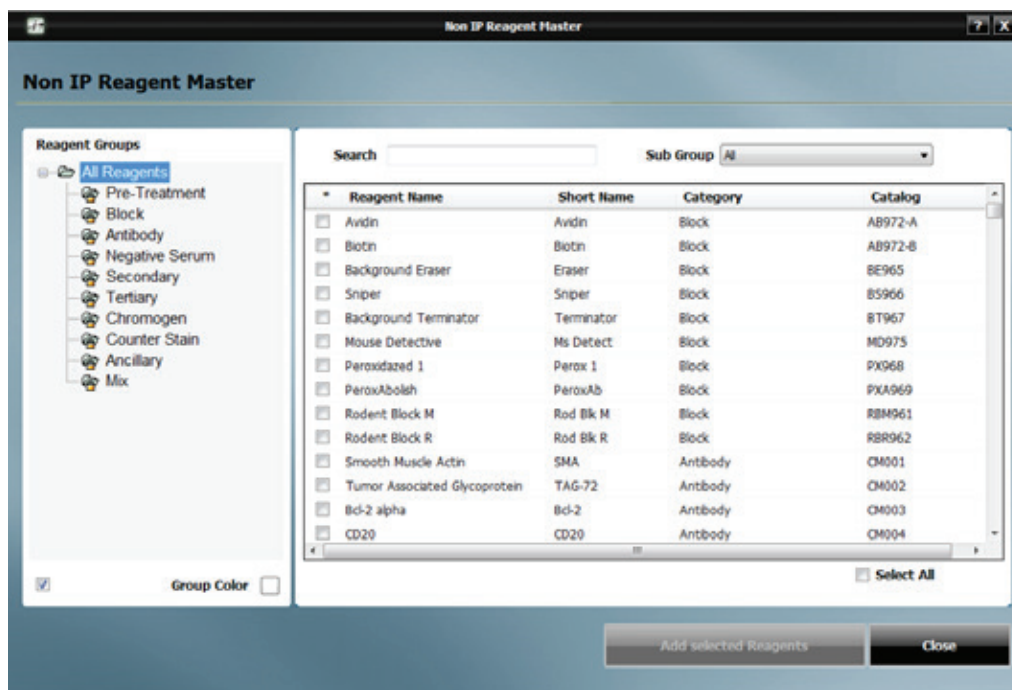 Non IP Reagent Master
? X
Non IP Reagent Master
Reagent Groups
All Reagents
Pre-Treatment
Block
Antibody
Negative Serum
Secondary
Tertiary
Chromogen
Counter Stain
Ancillary
Mix
Group Color
Search Sub Group All
* Reagent Name Short Name Category Catalog
Avidin Avidin Block AB972-A
Biotin Biotin Block AB972-B
Background Eraser Eraser Block BE965
Sniper Sniper Block BS966
Background Terminator Terminator Block BT967
Mouse Detective Ms Detect Block MD975
Peroxidazed 1 Perox 1 Block PX968
PeroxAbolish PeroxAb Block PXA969
Rodent Block M Rod Blk M Block RBM961
Rodent Block R Rod Blk R Block RBR962
Smooth Muscle Actin SMA Antibody CM001
Tumor Associated Glycoprotein TAG-72 Antibody CM002
Bcl-2 alpha Bcl-2 Antibody CM003
CD20 CD20 Antibody CM004
Select All
Add selected Reagents Close